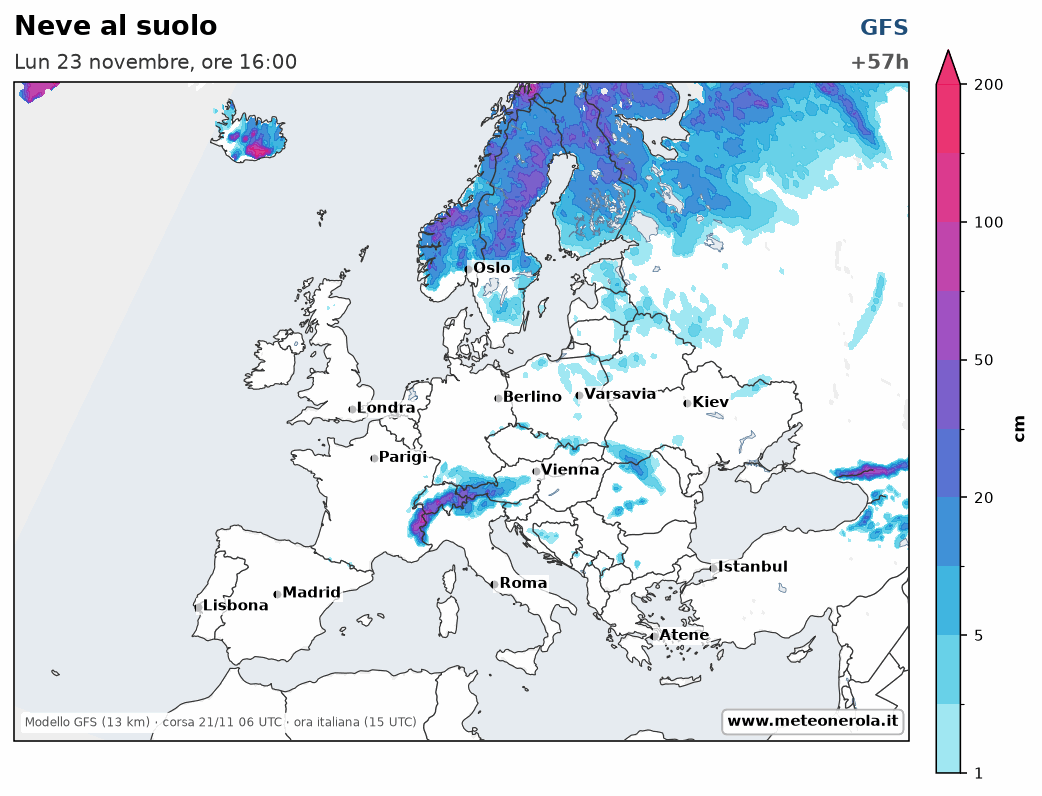 Neve al suolo
GFS
Lun 23 novembre, ore 16:00
+57h
200
100
50
20
5
1
cm
Oslo
Berlino
Varsavia
Kiev
Londra
Parigi
Vienna
Istanbul
Roma
Madrid
Lisbona
Atene
Modello GFS (13 km) · corsa 21/11 06 UTC · ora italiana (15 UTC)
www.meteonerola.it